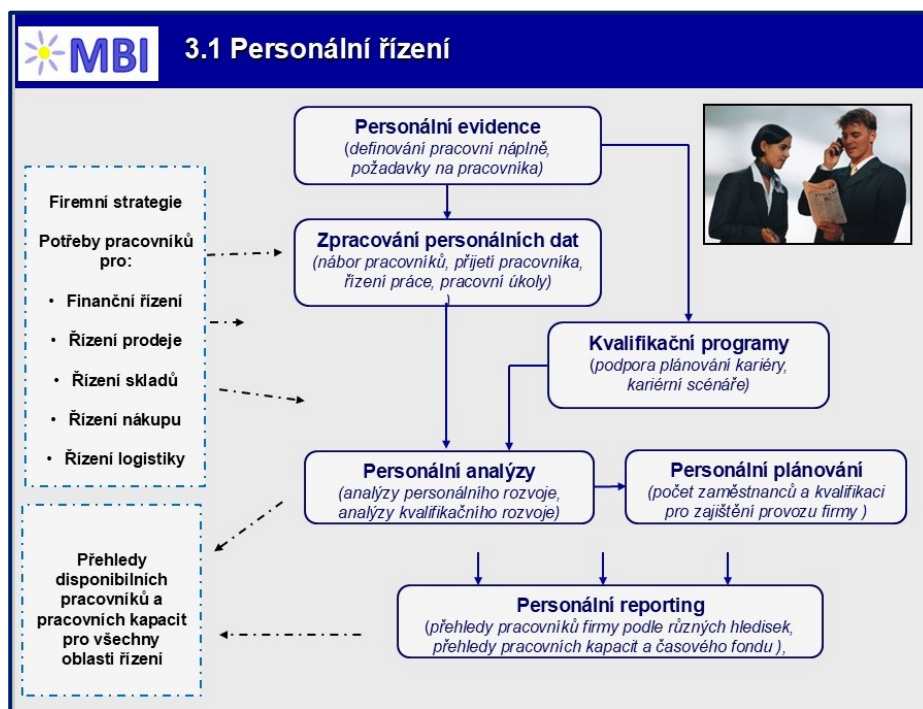 MBI
3.1 Personální řízení
Personální evidence
(definování pracovní náplně,
požadavky na pracovníka)
Firemní strategie
Potřeby pracovníků
pro:
• Finanční řízení
• Řízení prodeje
• Řízení skladů
• Řízení nákupu
• Řízení logistiky
Zpracování personálních dat
(nábor pracovníků, přijetí pracovníka,
řízení práce, pracovní úkoly)
)
Kvalifikační programy
(podpora plánování kariéry,
kariérní scénáře)
Personální analýzy
(analýzy personálního rozvoje,
analýzy kvalifikačního rozvoje)
Personální plánování
(počet zaměstnanců a kvalifikaci
pro zajištění provozu firmy )
Přehledy
disponibilních
pracovníků a
pracovních kapacit
pro všechny
oblasti řízení
Personální reporting
(přehledy pracovníků firmy podle různých hledisek,
přehledy pracovních kapacit a časového fondu ),